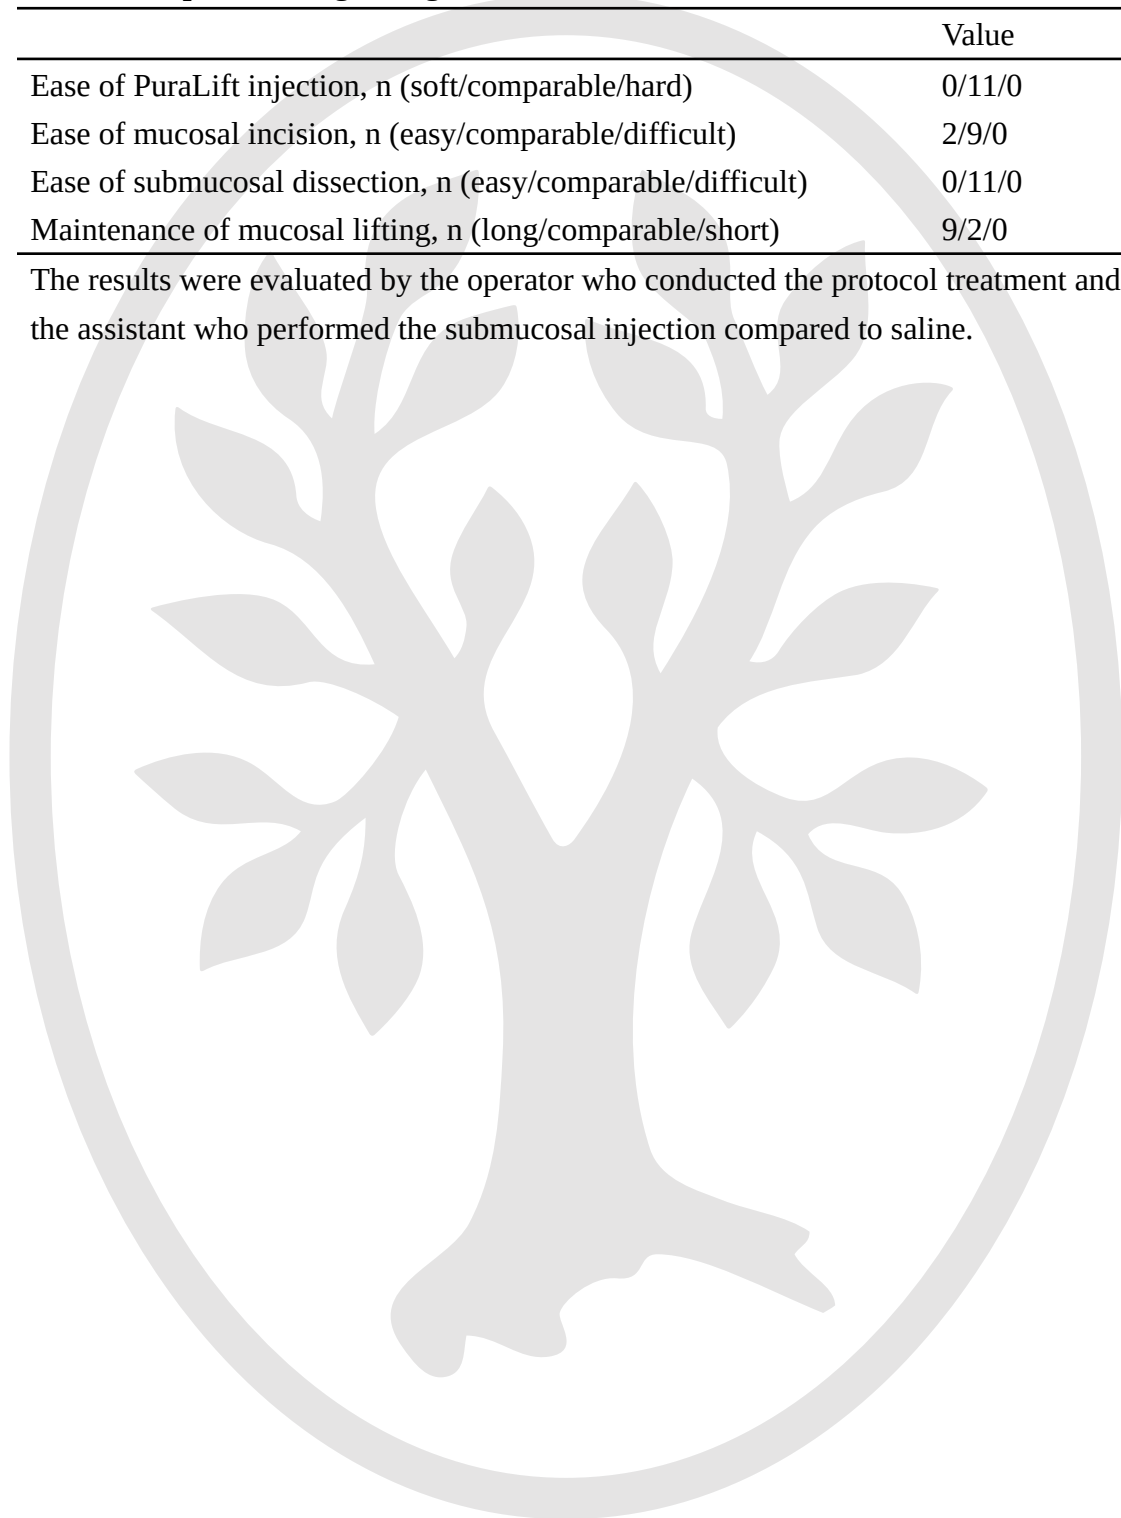 Value
Ease of PuraLift injection, n (soft/comparable/hard) 0/11/0
Ease of mucosal incision, n (easy/comparable/difficult) 2/9/0
Ease of submucosal dissection, n (easy/comparable/difficult) 0/11/0
Maintenance of mucosal lifting, n (long/comparable/short) 9/2/0
The results were evaluated by the operator who conducted the protocol treatment and
the assistant who performed the submucosal injection compared to saline.